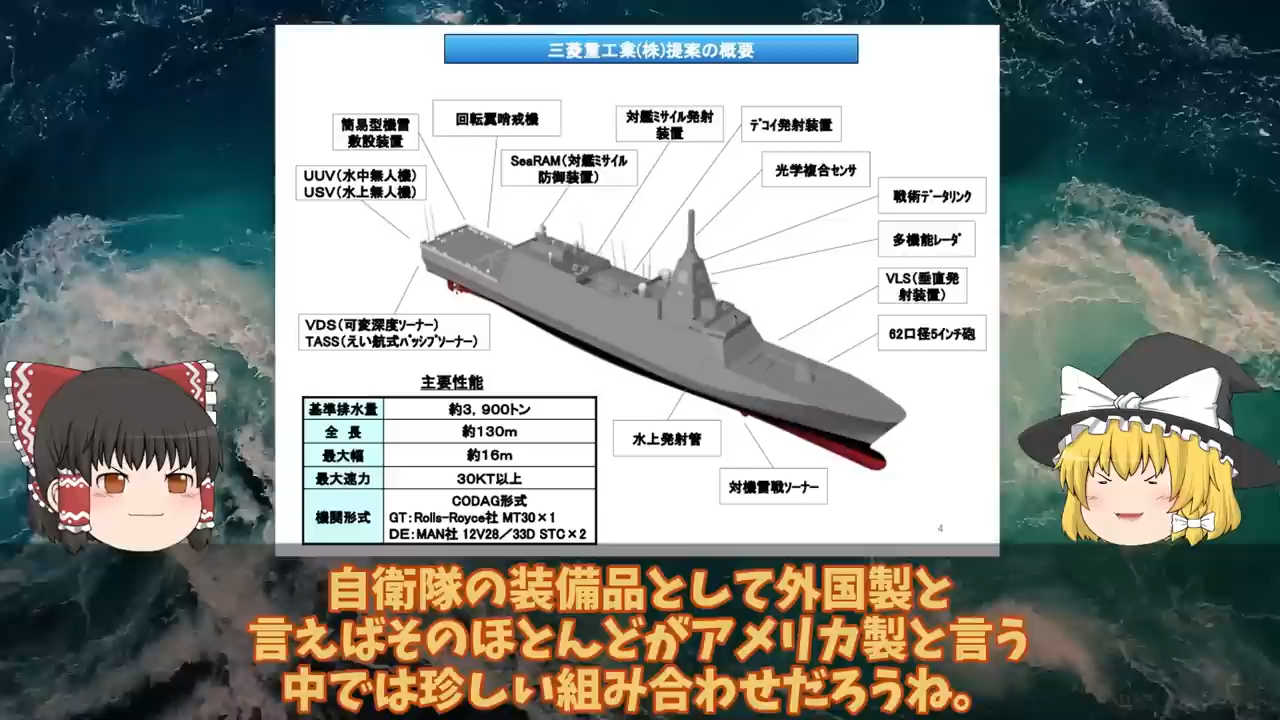 三菱重工業(株)提案の概要
簡易型機雷
敷設装置
回転翼哨戒機
対艦ミサイル発射
装置
デコイ発射装置
UUV(水中無人機)
USV(水上無人機)
SeaRAM(対艦ミサイル
防御装置)
光学複合センサ
戦術データリンク
多機能レーダ
VLS(垂直発
射装置)
62口径5インチ砲
VDS(可変深度ソーナー)
TASS(えい航式パッシブソーナー)
水上発射管
対機雷戦ソーナー
主要性能
基準排水量 約3,900トン
全 長 約130m
最大幅 約16m
最大速力 30KT以上
機関形式 CODAG形式
GT:Rolls-Royce社 MT30×1
DE:MAN社 12V28/33D STC×2
4
自衛隊の装備品として外国製と
言えばそのほとんどがアメリカ製と言う
中では珍しい組み合わせだろうね。